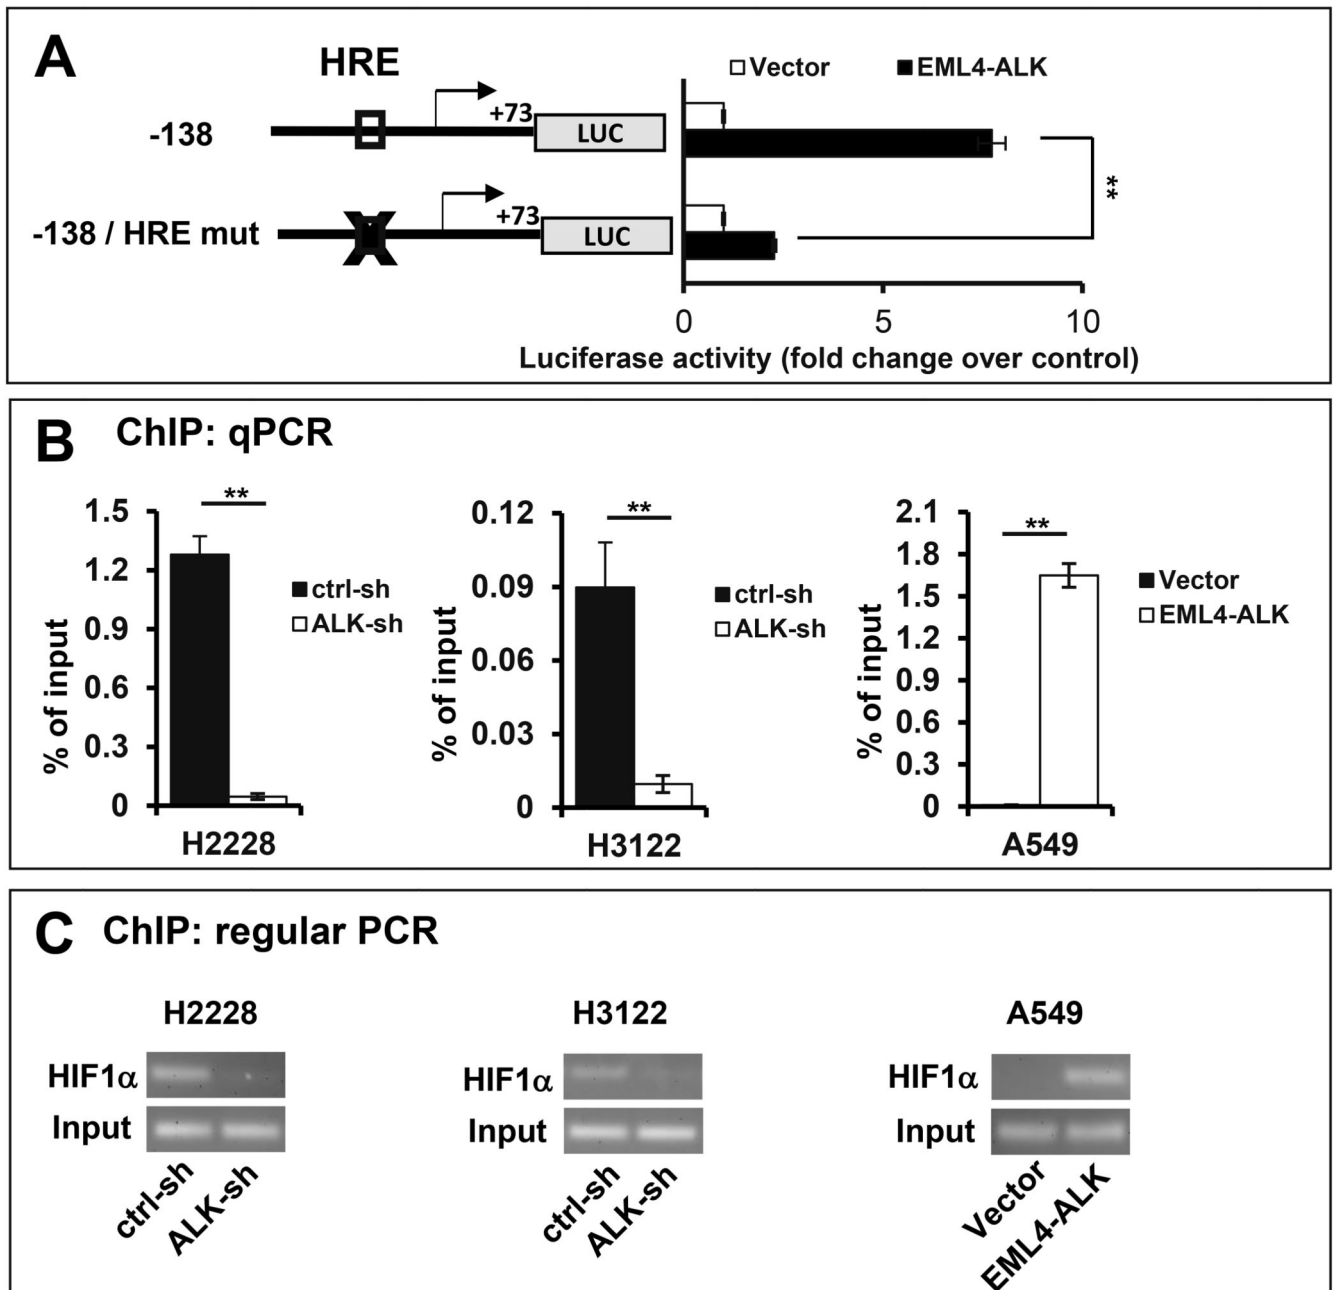 A
HRE
□Vector ■EML4-ALK
-138
+73
LUC
**
-138 / HRE mut
+73
LUC
0 5 10
Luciferase activity (fold change over control)
B ChIP: qPCR
**
1.5
1.2
0.9
0.6
0.3
0
% of input
■ctrl-sh
□ALK-sh
H2228
**
0.12
0.09
0.06
0.03
0
% of input
■ctrl-sh
□ALK-sh
H3122
**
2.1
1.8
1.5
1.2
0.9
0.6
0.3
0
% of input
■Vector
□EML4-ALK
A549
C ChIP: regular PCR
H2228
HIF1α
Input
ctrl-sh
ALK-sh
H3122
HIF1α
Input
ctrl-sh
ALK-sh
A549
HIF1α
Input
Vector
EML4-ALK